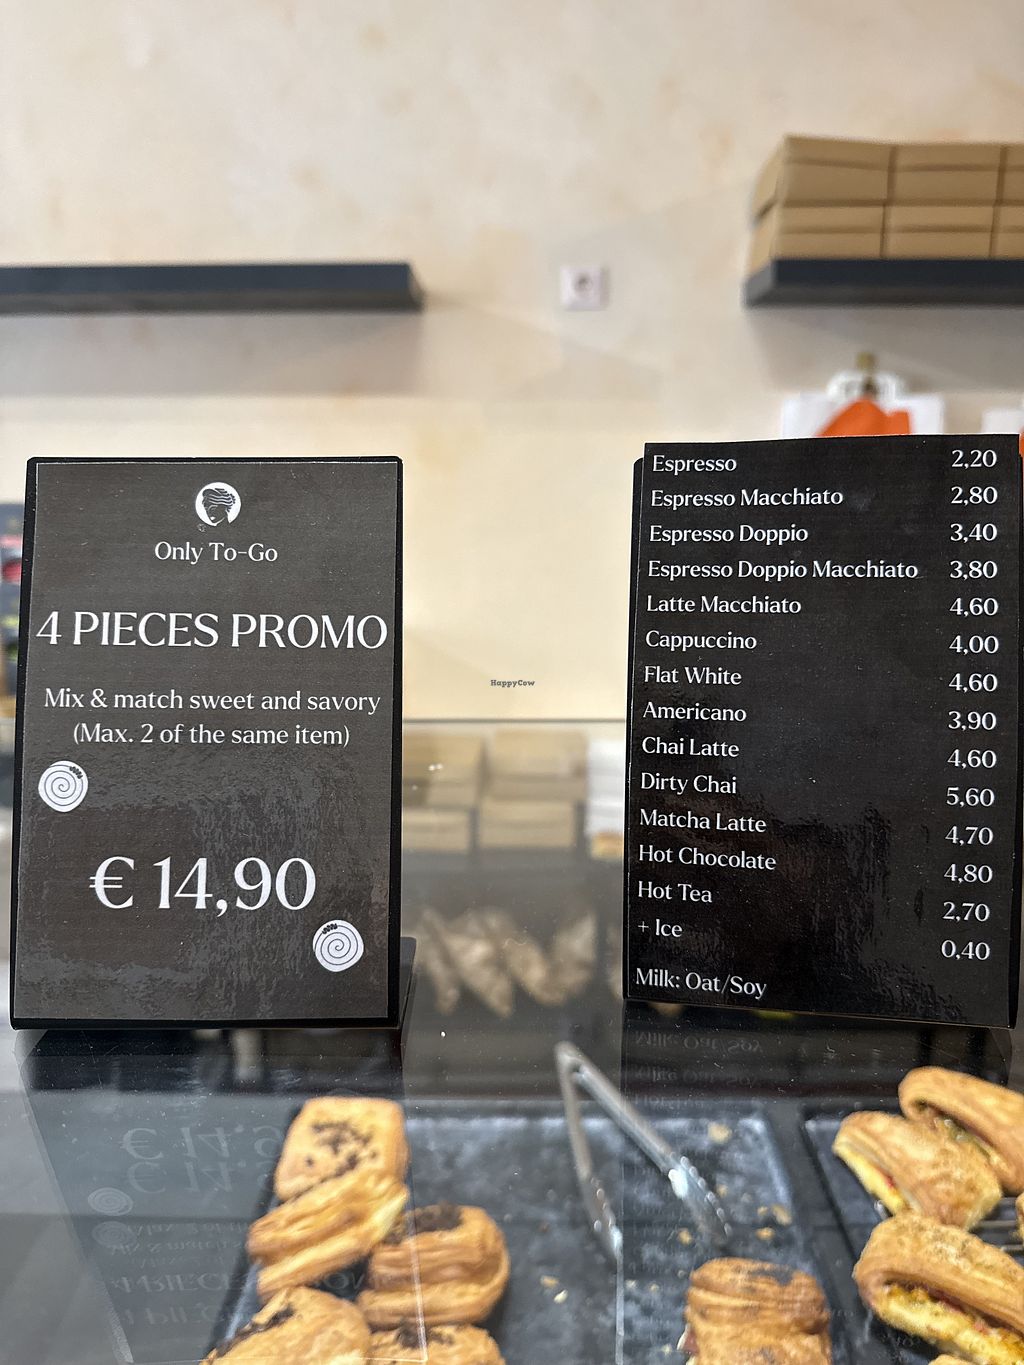 Only To-Go
4 PIECES PROMO
Mix & match sweet and savory
(Max. 2 of the same item)
€ 14,90
HappyCow
Espresso 2,20
Espresso Macchiato 2,80
Espresso Doppio 3,40
Espresso Doppio Macchiato 3,80
Latte Macchiato 4,60
Cappuccino 4,00
Flat White 4,60
Americano 3,90
Chai Latte 4,60
Dirty Chai 5,60
Matcha Latte 4,70
Hot Chocolate 4,80
Hot Tea 2,70
+ Ice 0,40
Milk: Oat/Soy